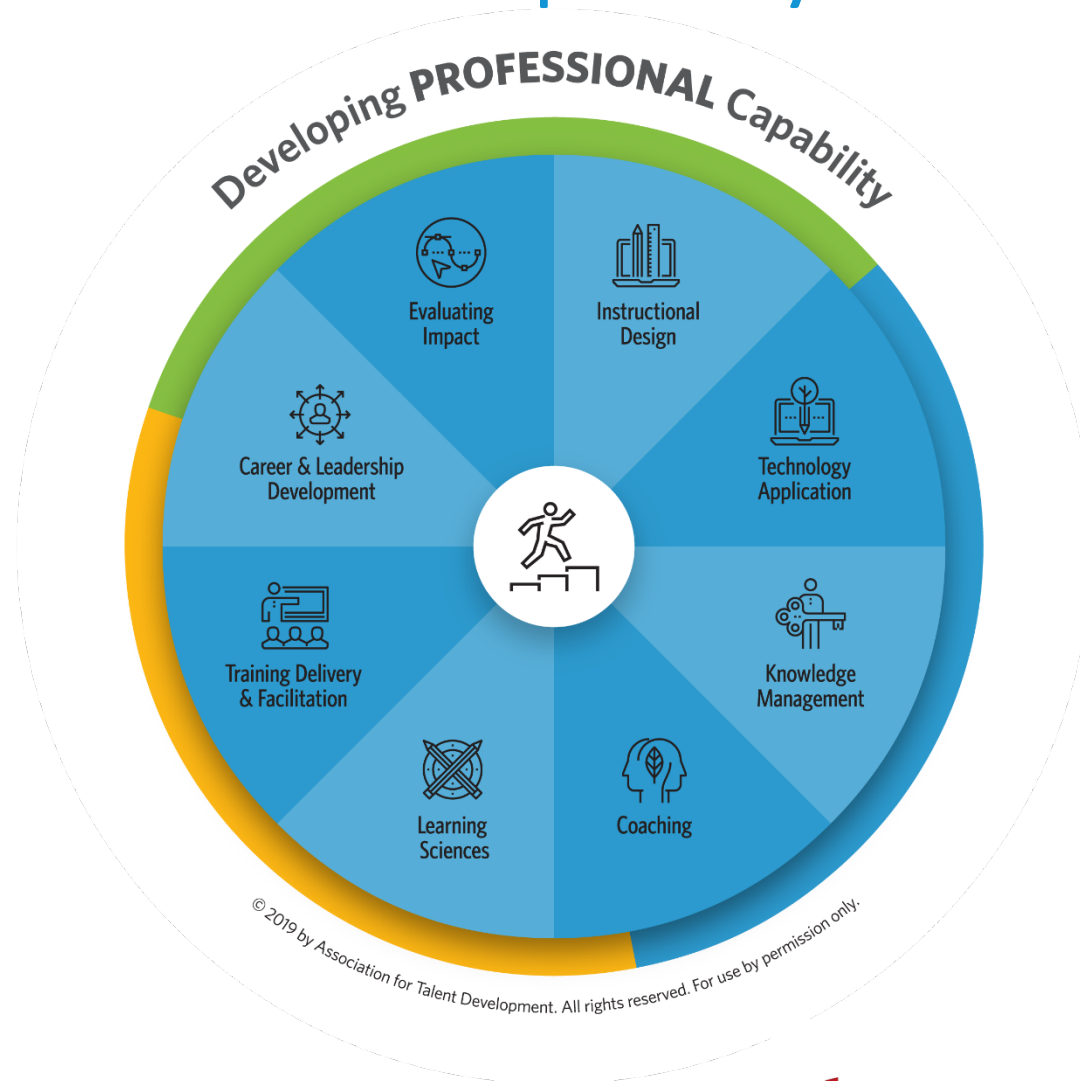 Developing PROFESSIONAL Capability
Evaluating
Impact
Instructional
Design
Career & Leadership
Development
Technology
Application
Training Delivery
& Facilitation
Knowledge
Management
Learning
Sciences
Coaching
© 2019 by Association for Talent Development. All rights reserved. For use by permission only.